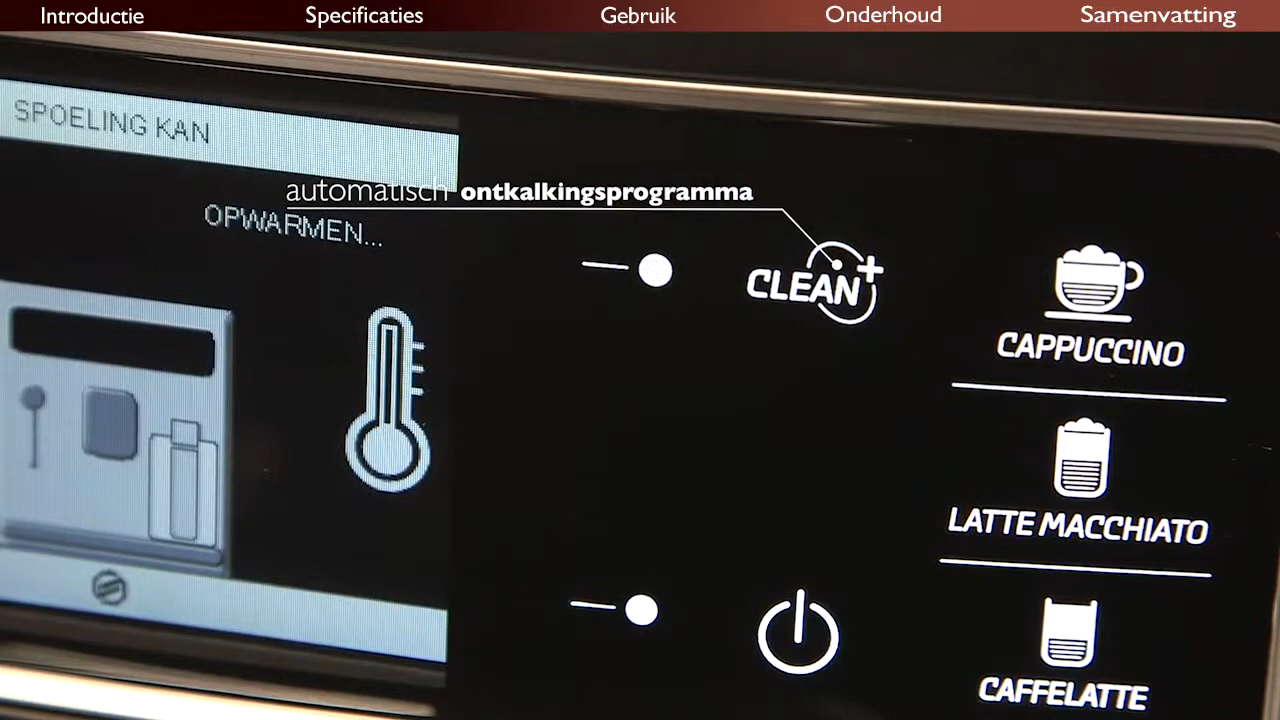 Introductie
Specificaties
Gebruik
Onderhoud
Samenvatting
SPOELING KAN
automatisch ontkalkingsprogramma
OPWARMEN...
CLEAN+
CAPPUCCINO
LATTE MACCHIATO
CAFFELATTE